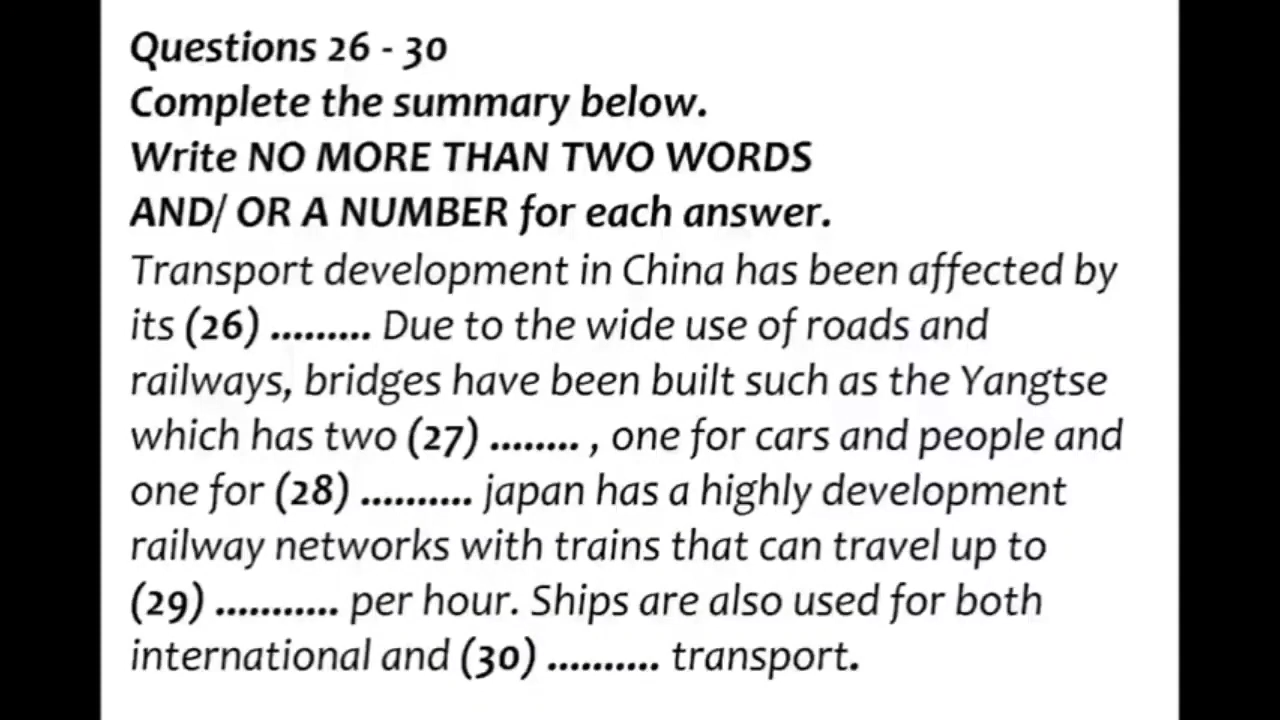 Questions 26 - 30
Complete the summary below.
Write NO MORE THAN TWO WORDS
AND/ OR A NUMBER for each answer.
Transport development in China has been affected by
its (26) ......... Due to the wide use of roads and
railways, bridges have been built such as the Yangtse
which has two (27) ........ , one for cars and people and
one for (28) .......... japan has a highly development
railway networks with trains that can travel up to
(29) ........... per hour. Ships are also used for both
international and (30) .......... transport.